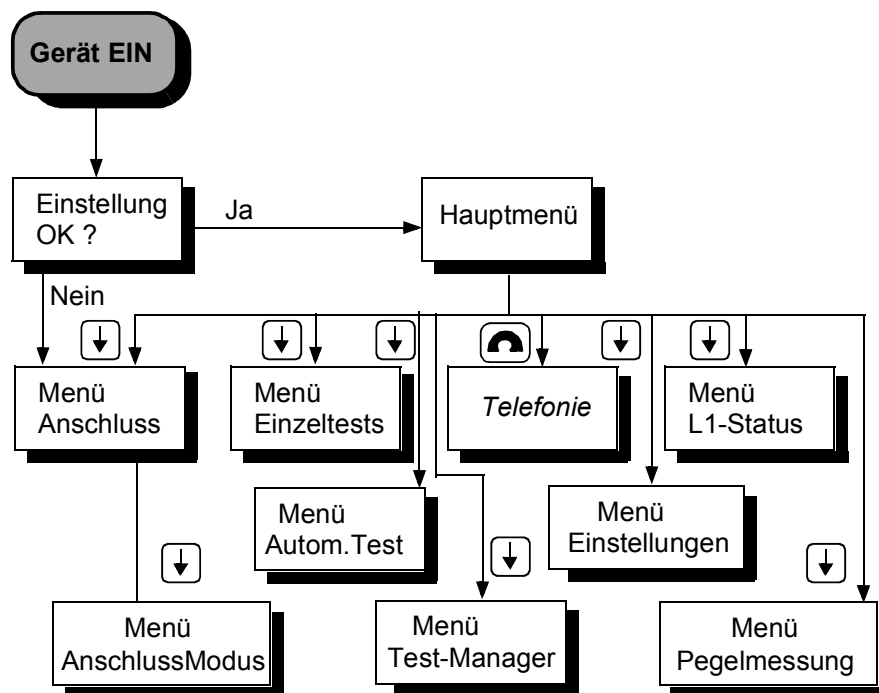 Gerät EIN
Einstellung
OK ?
Ja
Hauptmenü
Nein
Menü
Anschluss
Menü
Einzeltests
Telefonie
Menü
L1-Status
Menü
Autom.Test
Menü
Einstellungen
Menü
AnschlussModus
Menü
Test-Manager
Menü
Pegelmessung